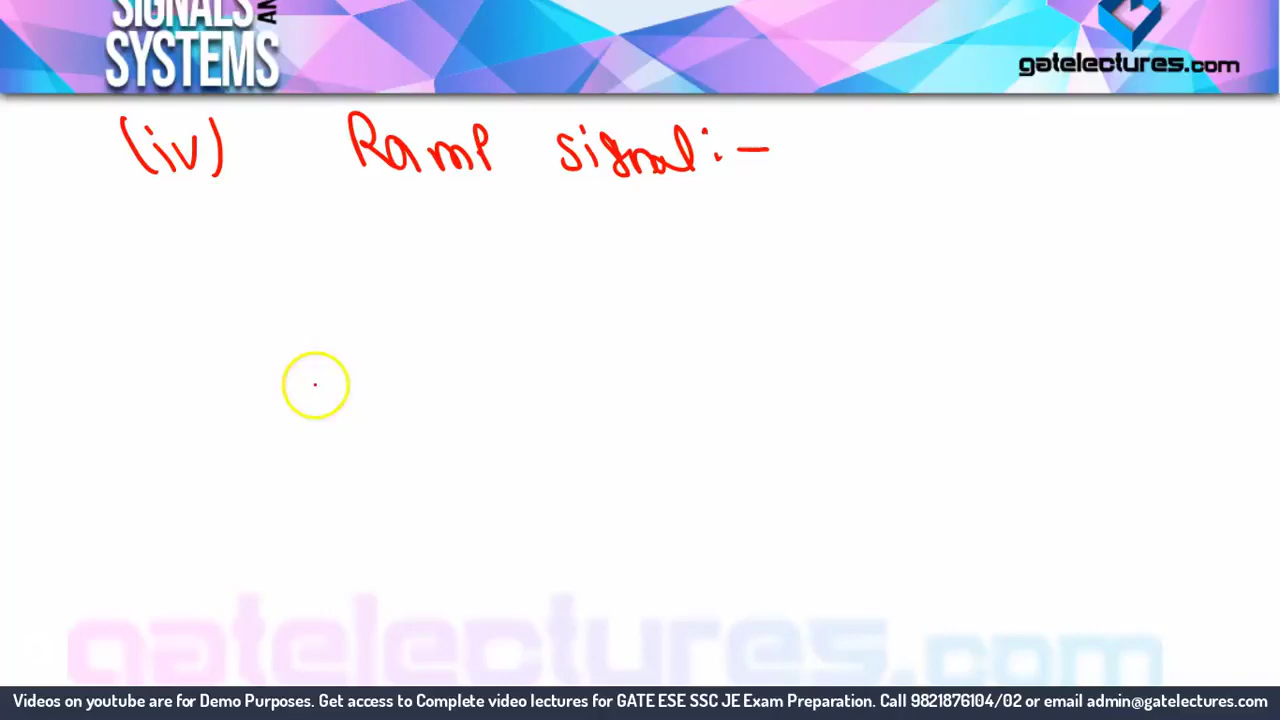 SIGNALS AND
SYSTEMS
gatelectures.com
(iv) Ramp signal:-
gatelectures.com
Videos on youtube are for Demo Purposes. Get access to Complete video lectures for GATE ESE SSC JE Exam Preparation. Call 9821876104/02 or email admin@gatelectures.com